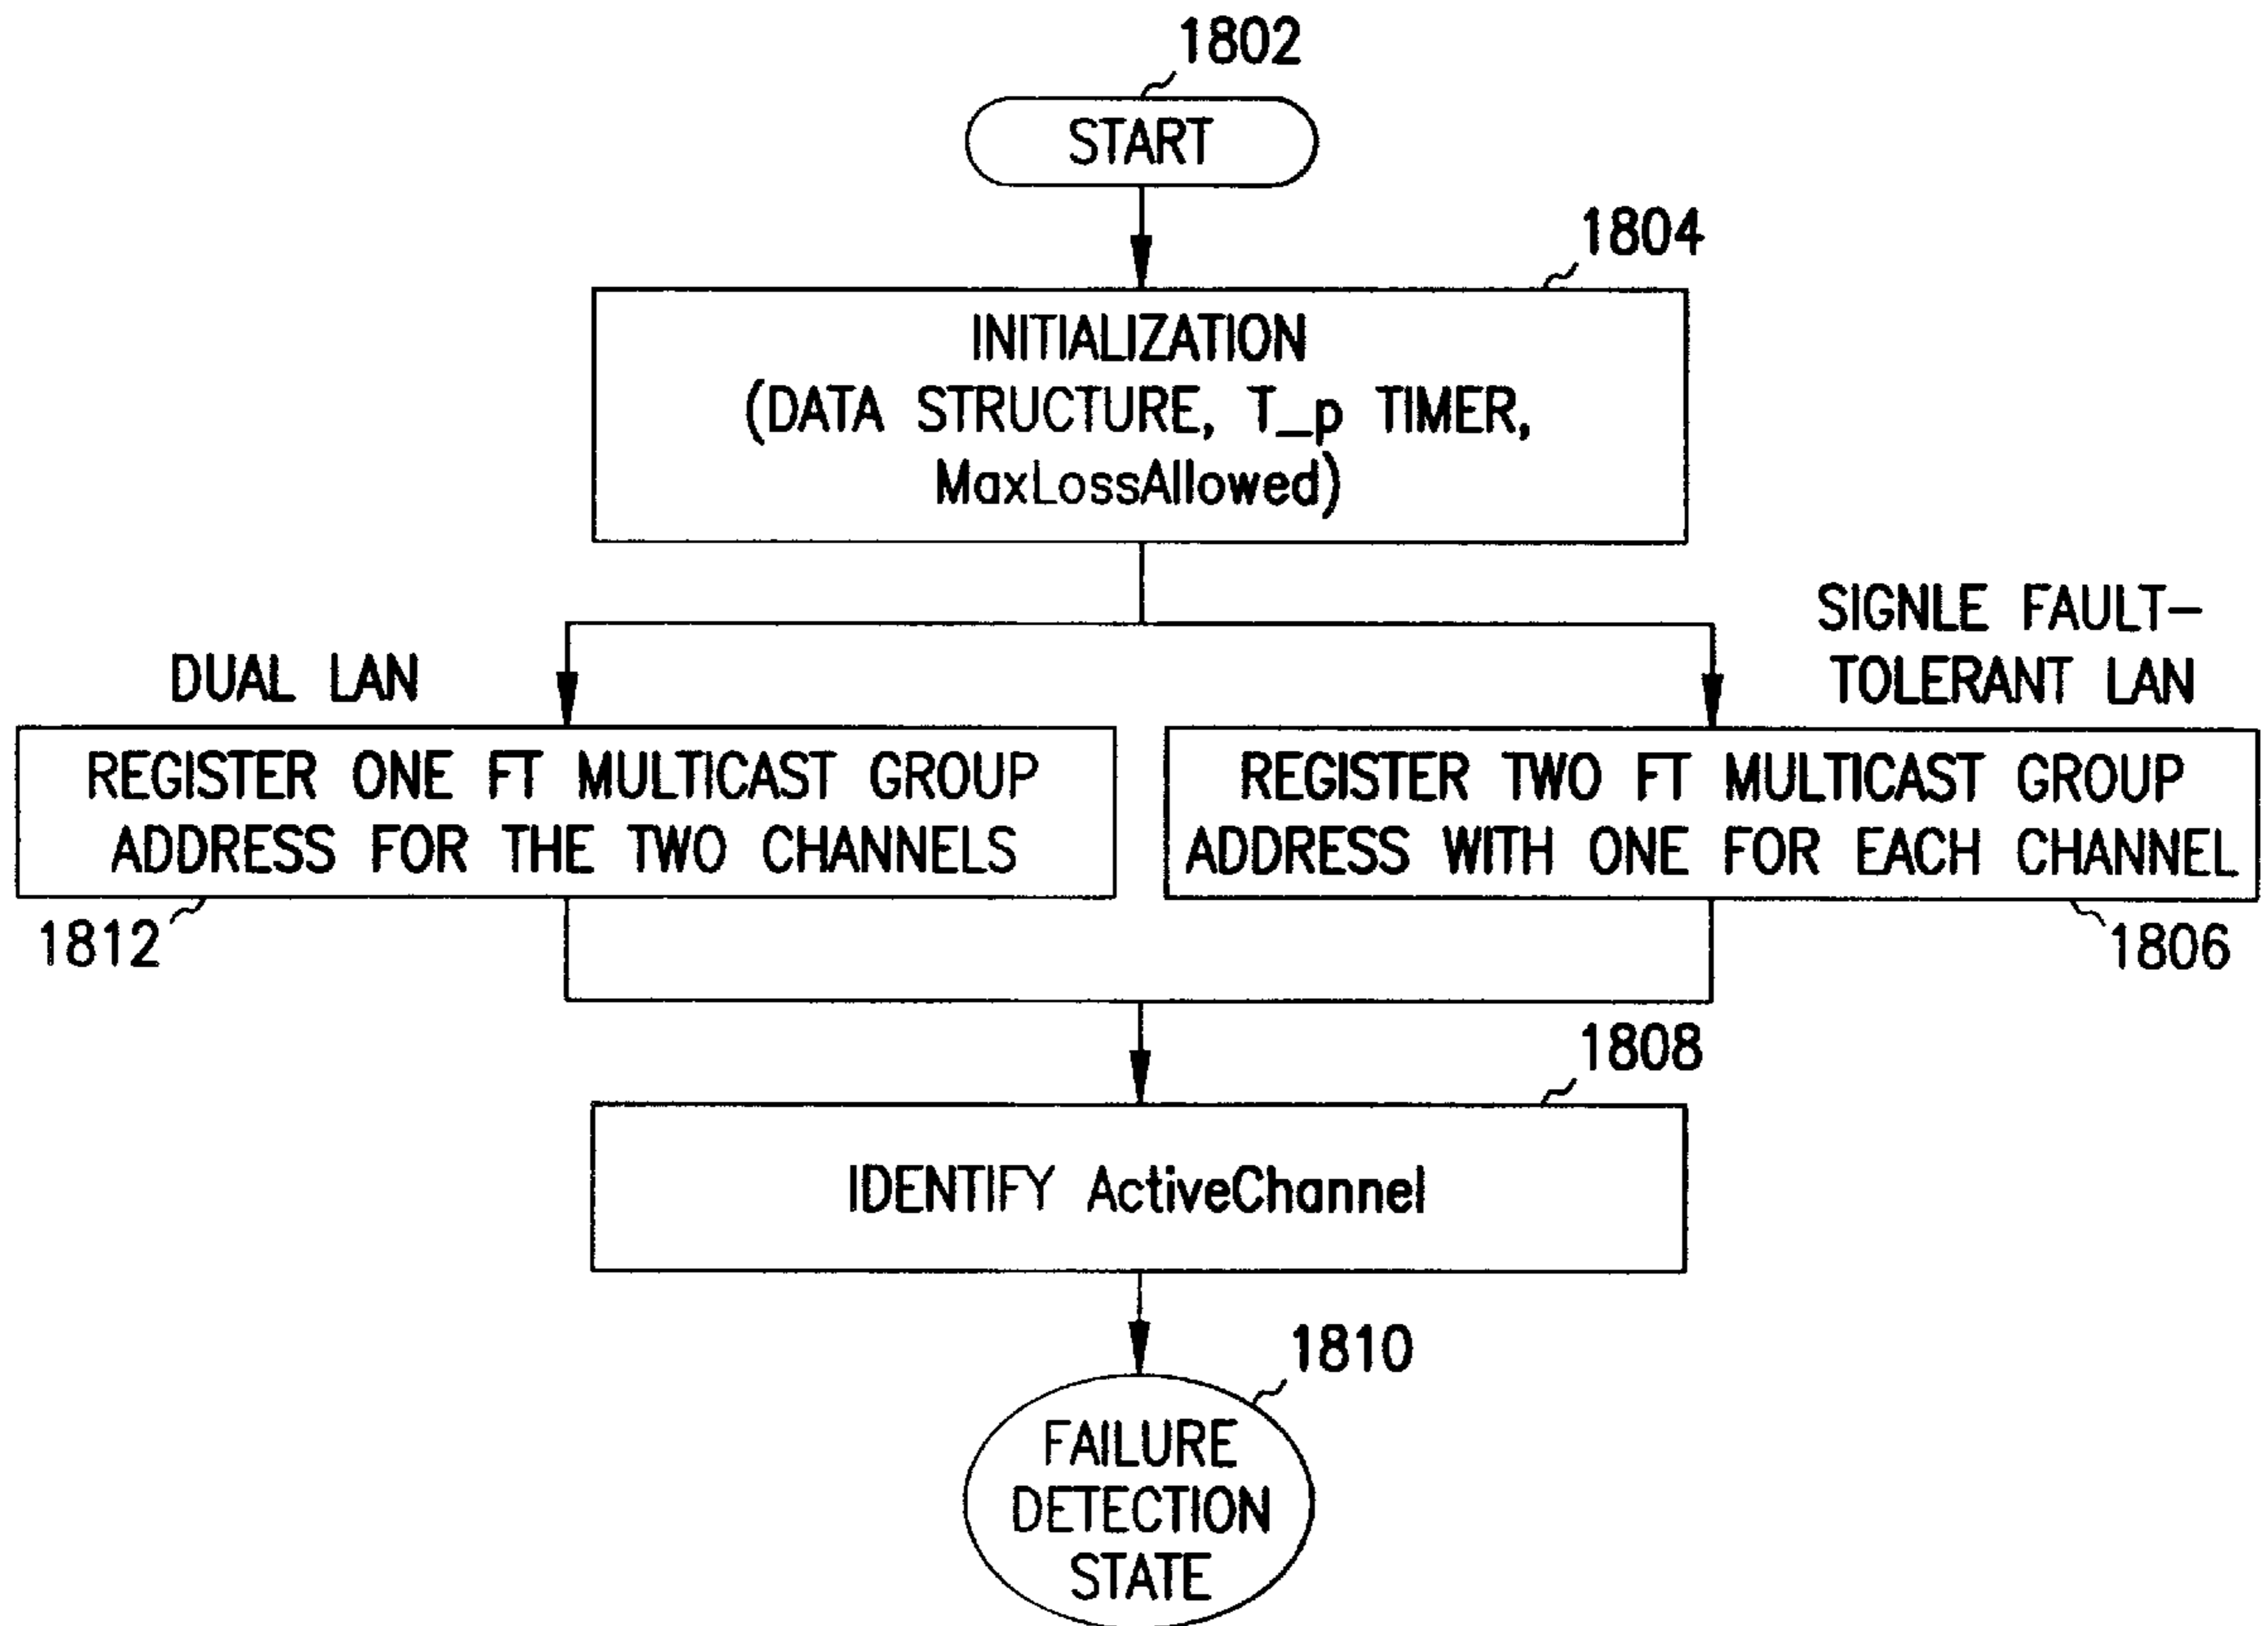 1802
START
1804
INITIALIZATION
(DATA STRUCTURE, T_p TIMER,
MaxLossAllowed)
DUAL LAN
SIGNLE FAULT-
TOLERANT LAN
REGISTER ONE FT MULTICAST GROUP
ADDRESS FOR THE TWO CHANNELS
1812
REGISTER TWO FT MULTICAST GROUP
ADDRESS WITH ONE FOR EACH CHANNEL
1806
1808
IDENTIFY ActiveChannel
1810
FAILURE
DETECTION
STATE